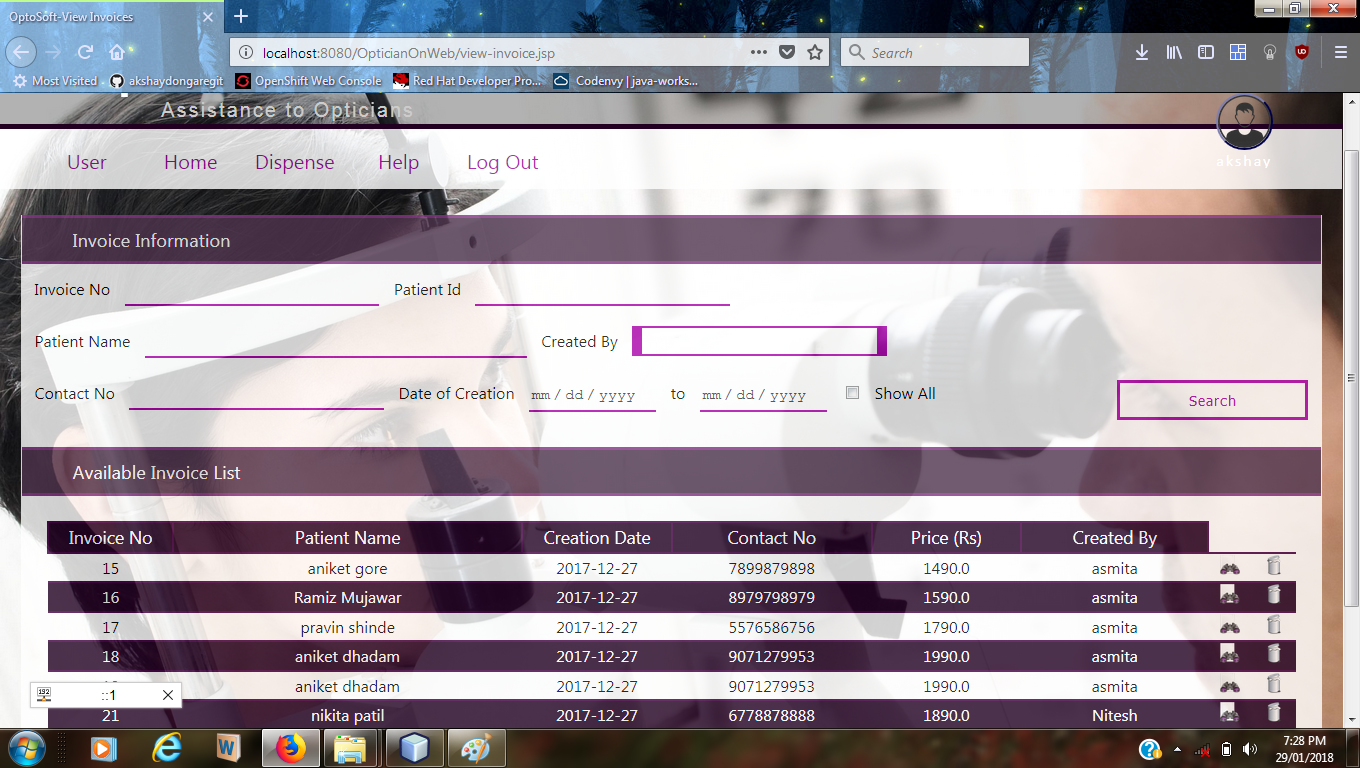 OptoSoft-View Invoices
localhost:8080/OpticianOnWeb/view-invoice.jsp
Search
Most Visited
akshaydongaregit
OpenShift Web Console
Red Hat Developer Pro...
Codenvy | java-works...
Assistance to Opticians
akshay
User Home Dispense Help Log Out
Invoice Information
Invoice No Patient Id
Patient Name Created By
Contact No Date of Creation mm / dd / yyyy to mm / dd / yyyy Show All Search
Available Invoice List
Invoice No Patient Name Creation Date Contact No Price (Rs) Created By
15 aniket gore 2017-12-27 7899879898 1490.0 asmita
16 Ramiz Mujawar 2017-12-27 8979798979 1590.0 asmita
17 pravin shinde 2017-12-27 5576586756 1790.0 asmita
18 aniket dhadam 2017-12-27 9071279953 1990.0 asmita
aniket dhadam 2017-12-27 9071279953 1990.0 asmita
::1
21 nikita patil 2017-12-27 6778878888 1890.0 Nitesh
7:28 PM
29/01/2018